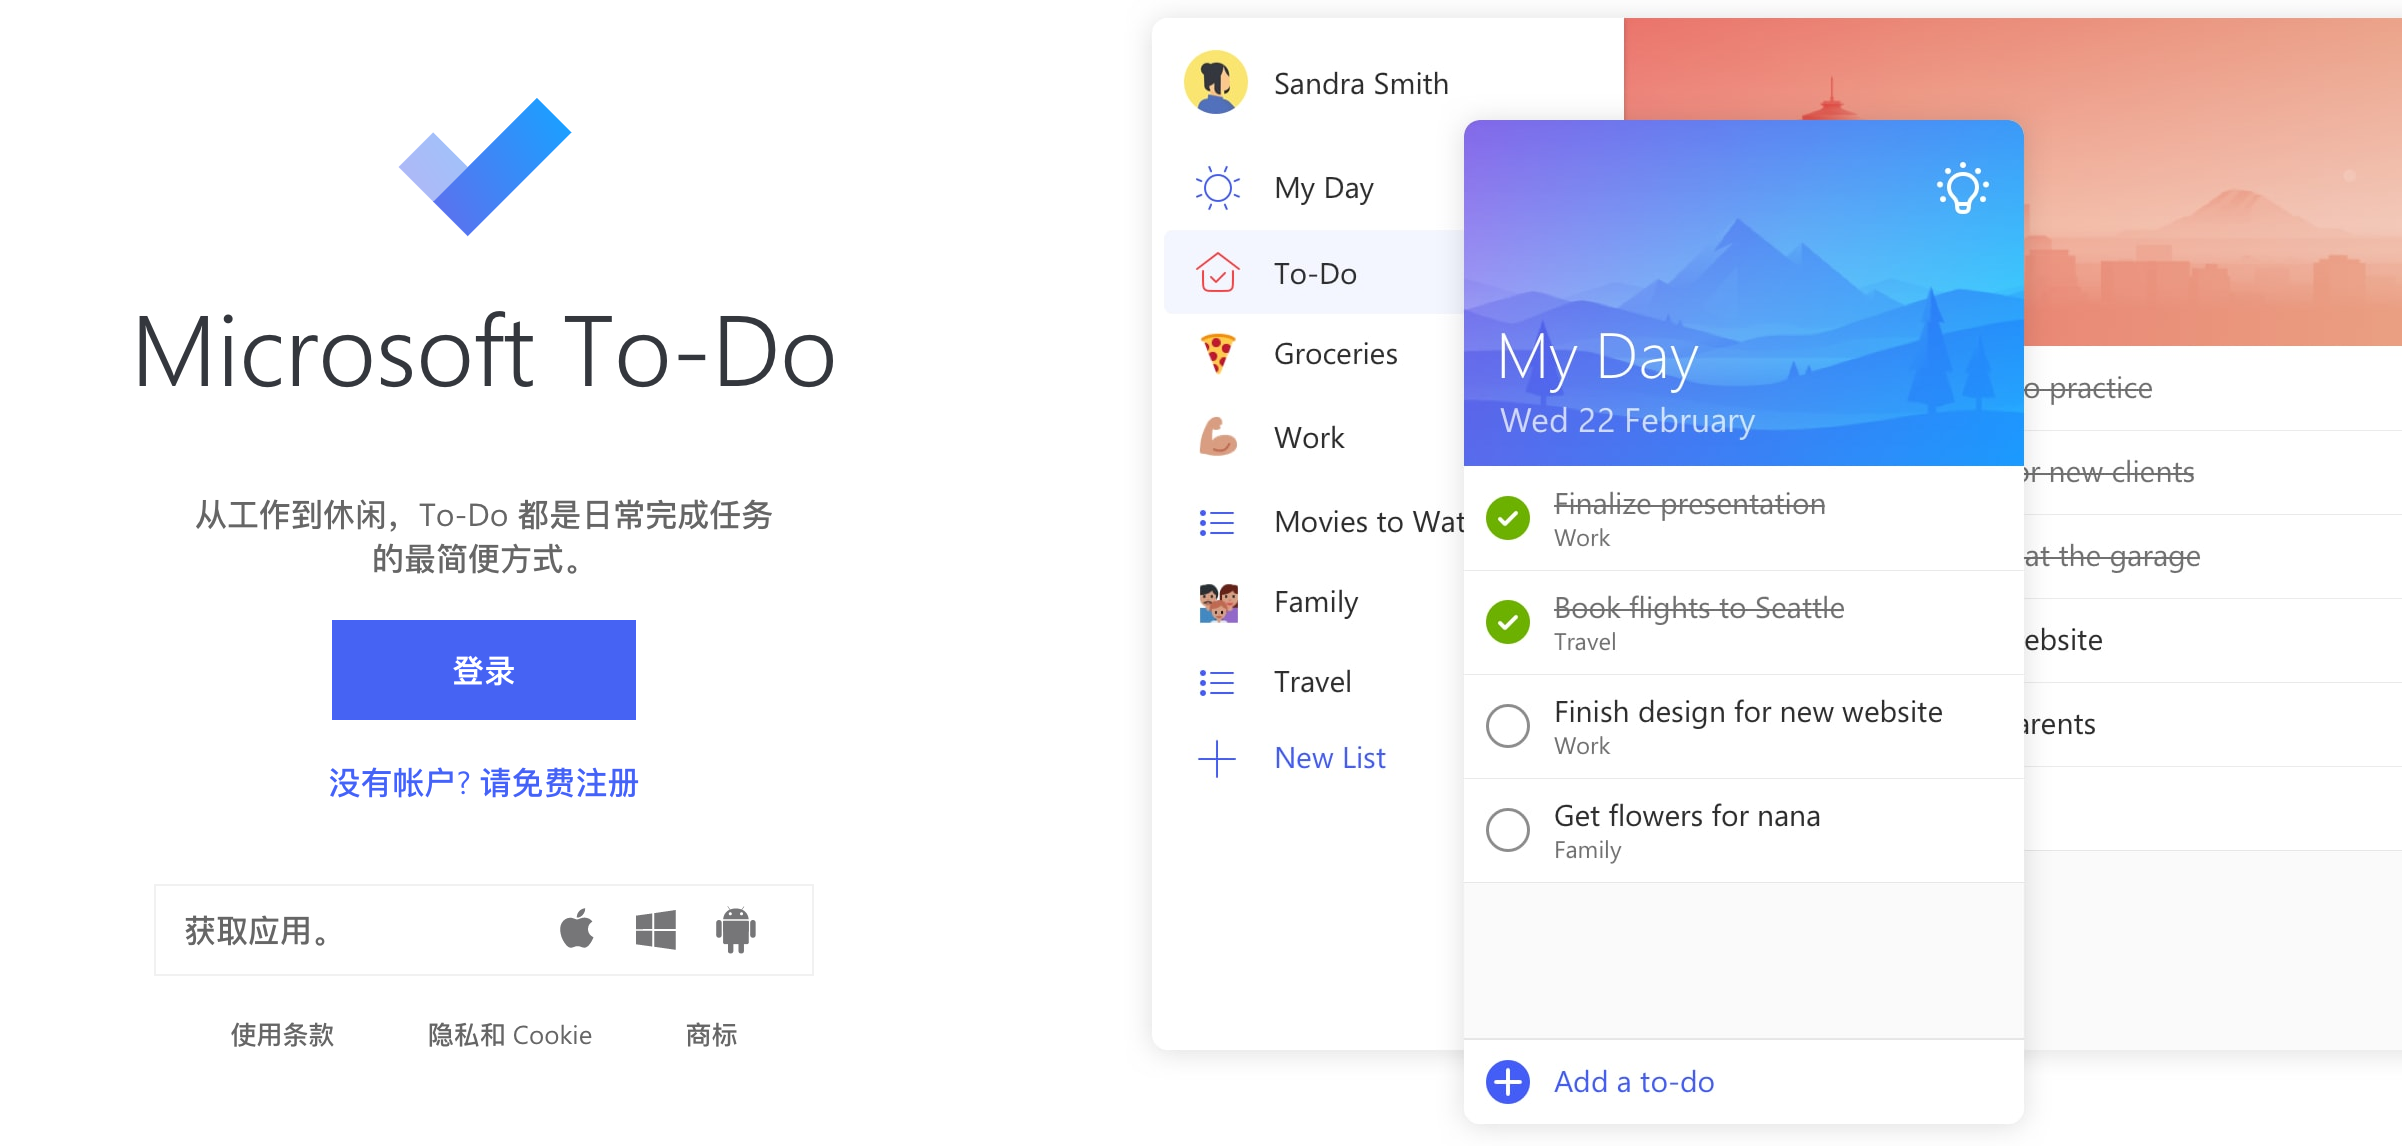 Microsoft To-Do
从工作到休闲，To-Do 都是日常完成任务
的最简便方式。
登录
没有帐户? 请免费注册
获取应用。
使用条款
隐私和 Cookie
商标
Sandra Smith
My Day
To-Do
Groceries
Work
Movies to Wat
Family
Travel
New List
My Day
Wed 22 February
Finalize presentation
Work
Book flights to Seattle
Travel
Finish design for new website
Work
Get flowers for nana
Family
Add a to-do
o practice
or new clients
at the garage
ebsite
arents